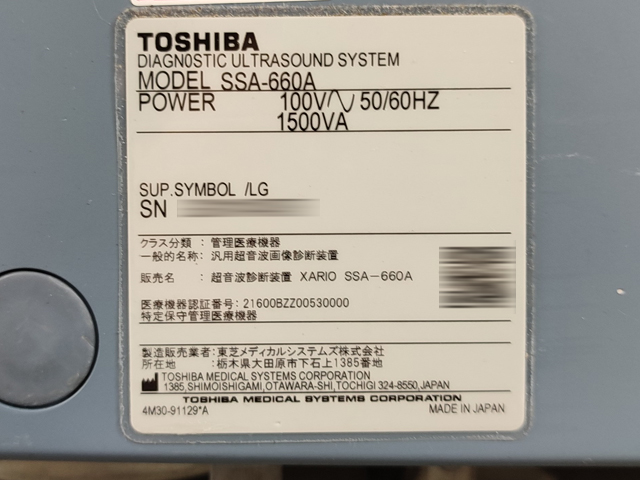 TOSHIBA
DIAGNOSTIC ULTRASOUND SYSTEM
MODEL SSA-660A
POWER 100V∿ 50/60HZ
1500VA
SUP.SYMBOL /LG
SN
クラス分類 : 管理医療機器
一般的名称: 汎用超音波画像診断装置
販売名 : 超音波診断装置 XARIO SSA-660A
医療機器認証番号: 21600BZZ00530000
特定保守管理医療機器
製造販売業者:東芝メディカルシステムズ株式会社
住所 :栃木県大田原市下石上1385番地
TOSHIBA MEDICAL SYSTEMS CORPORATION
1385,SHIMOISHIGAMI,OTAWARA-SHI,TOCHIGI 324-8550,JAPAN
TOSHIBA MEDICAL SYSTEMS CORPORATION
4M30-91129*A MADE IN JAPAN